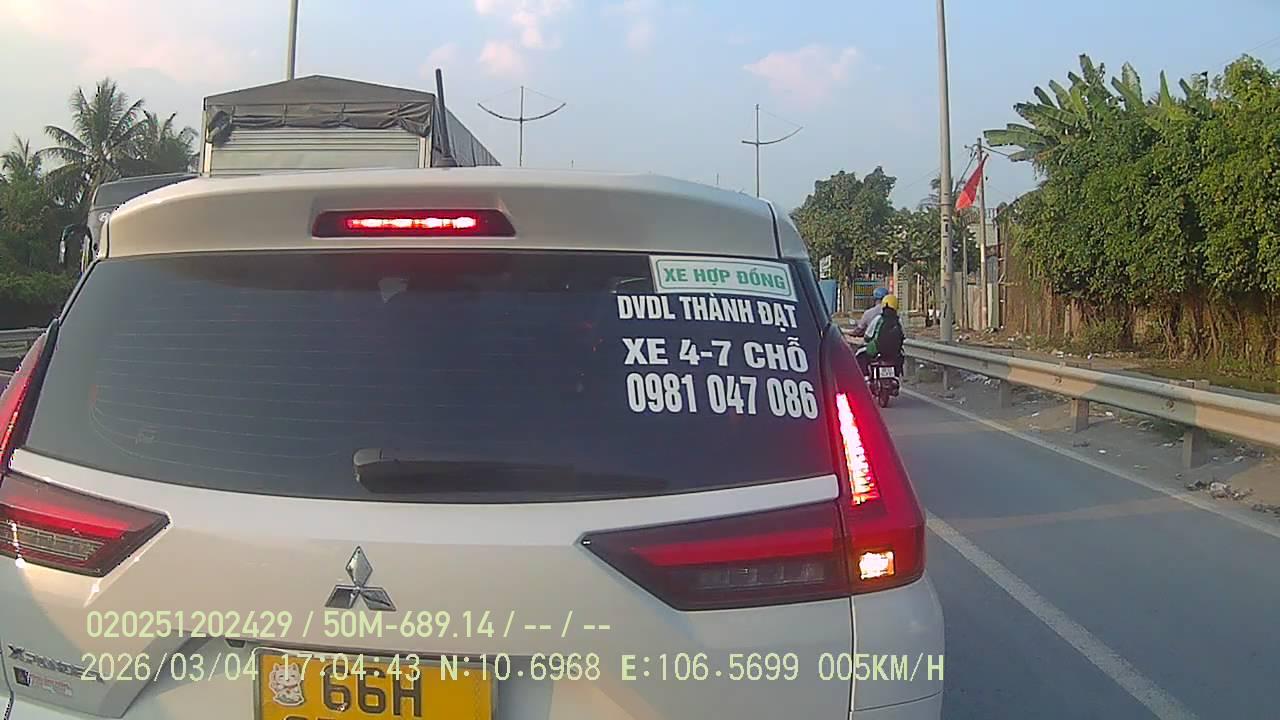 XE HỢP ĐỒNG
DVDL THÀNH ĐẠT
XE 4-7 CHỖ
0981 047 086
020251202429 / 50M-689.14 / -- / --
2026/03/04 17:04:43 N:10.6968 E:106.5699 005KM/H
66H